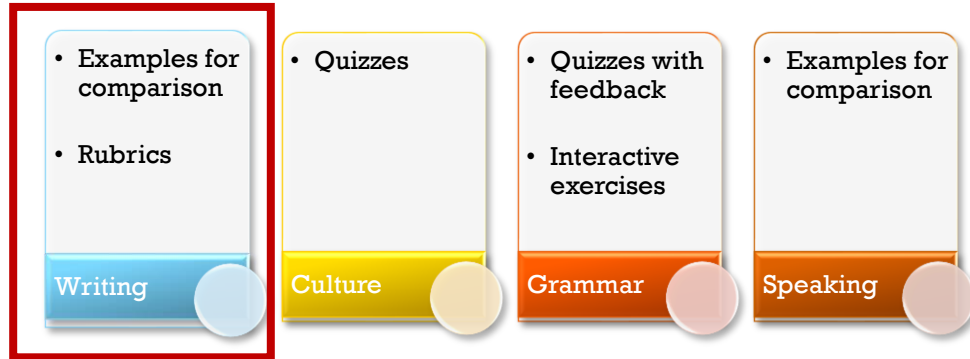 • Examples for
comparison
• Rubrics
Writing
• Quizzes
Culture
• Quizzes with
feedback
• Interactive
exercises
Grammar
• Examples for
comparison
Speaking